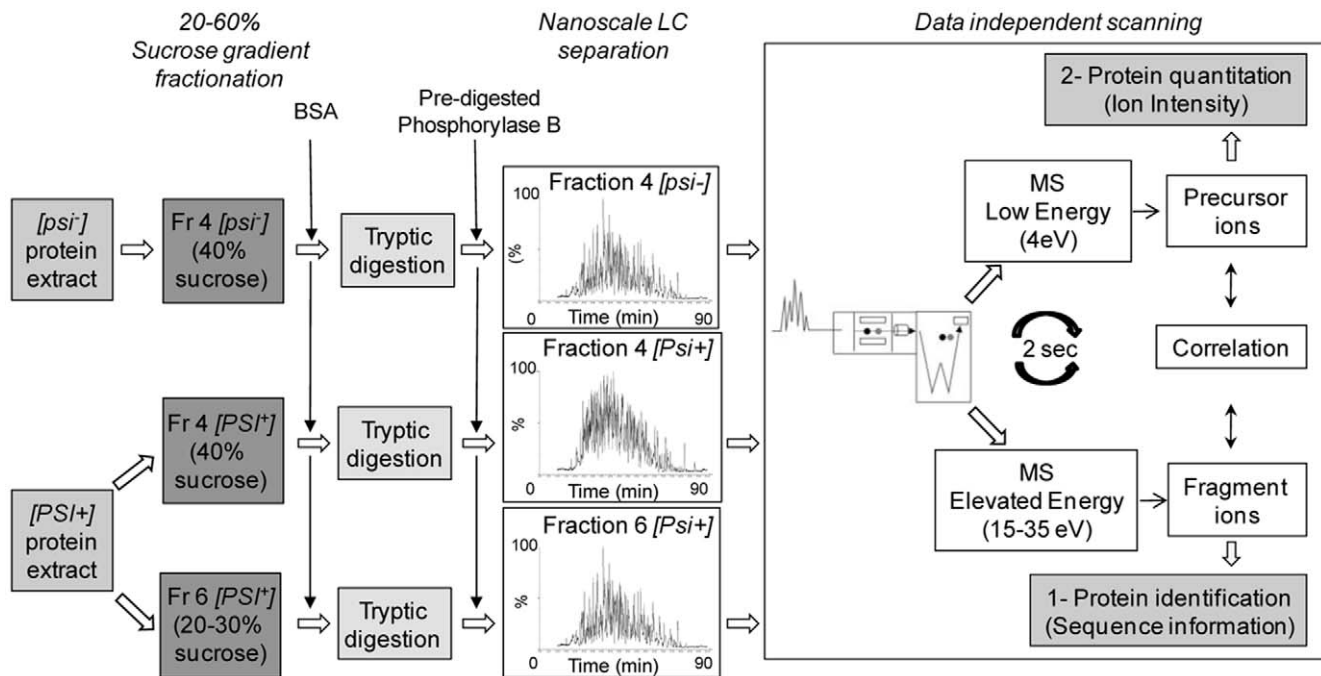 20-60%
Sucrose gradient
fractionation
Nanoscale LC
separation
Data independent scanning
BSA
Pre-digested
Phosphorylase B
[psi-]
protein
extract
Fr 4 [psi-]
(40%
sucrose)
Tryptic
digestion
Fraction 4 [psi-]
100
(%
0
Time (min)
90
[PSI+]
protein
extract
Fr 4 [PSI+]
(40%
sucrose)
Tryptic
digestion
Fraction 4 [Psi+]
100
%
0
Time (min)
90
Fr 6 [PSI+]
(20-30%
sucrose)
Tryptic
digestion
Fraction 6 [Psi+]
100
%
0
Time (min)
90
2- Protein quantitation
(Ion Intensity)
MS
Low Energy
(4eV)
Precursor
ions
2 sec
Correlation
MS
Elevated Energy
(15-35 eV)
Fragment
ions
1- Protein identification
(Sequence information)